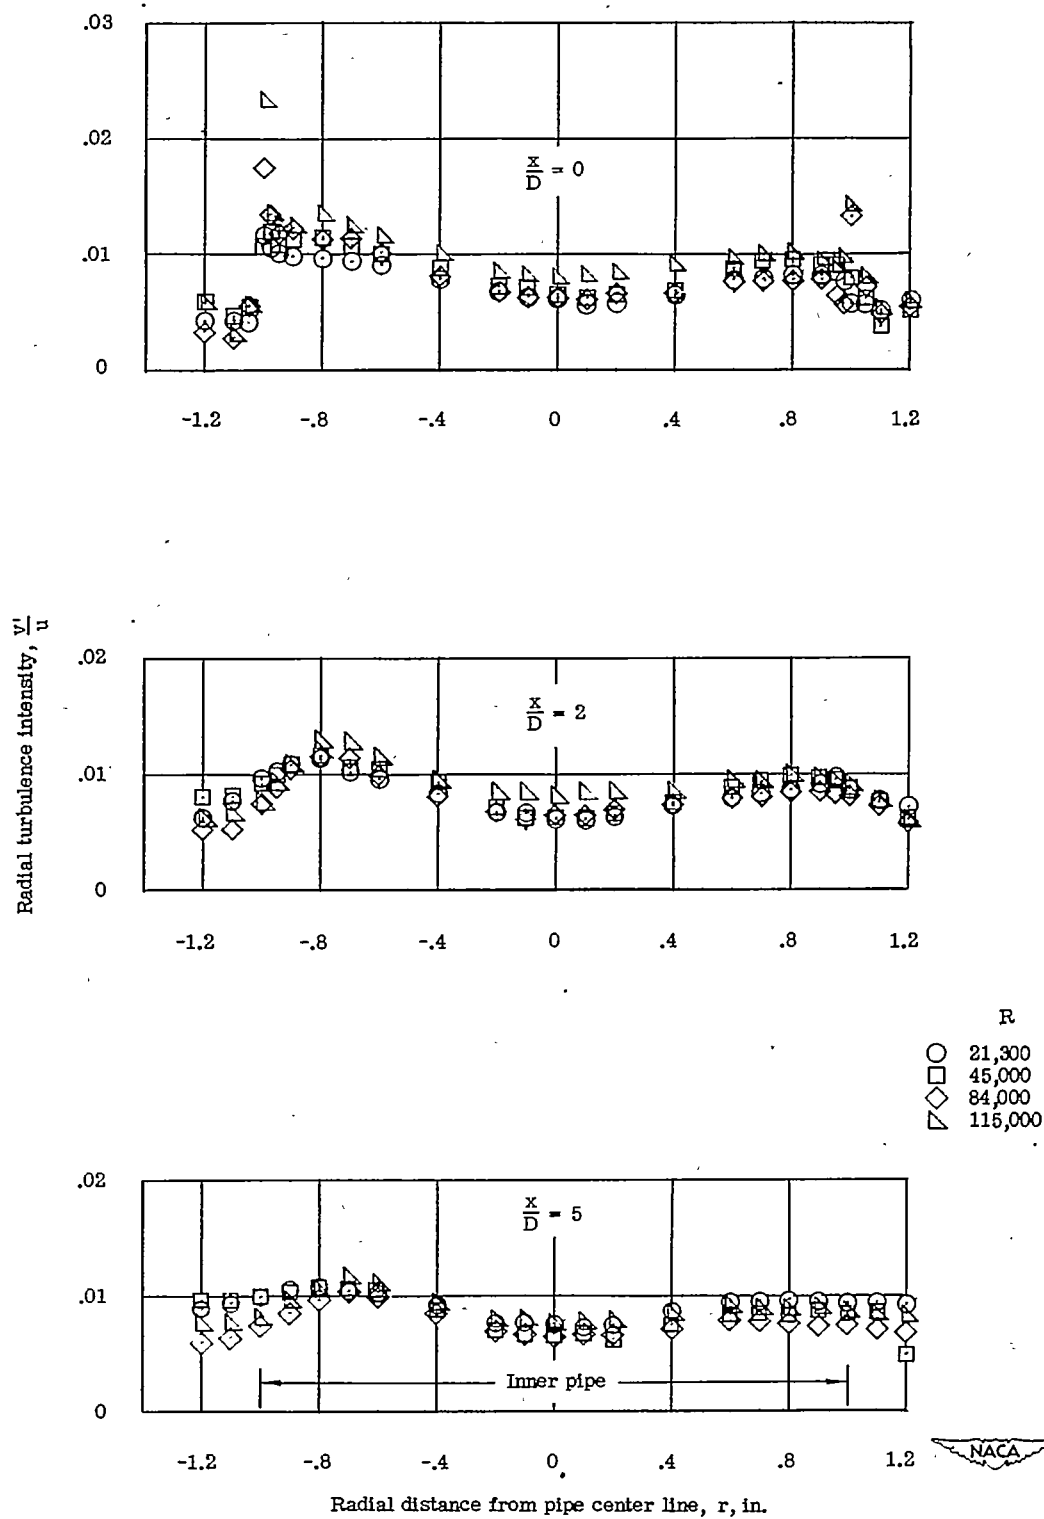 .03
.02
x/D = 0
.01
0
-1.2 -.8 -.4 0 .4 .8 1.2
Radial turbulence intensity, v'/u
.02
x/D = 2
.01
0
-1.2 -.8 -.4 0 .4 .8 1.2
R
21,300
45,000
84,000
115,000
.02
x/D = 5
.01
Inner pipe
0
-1.2 -.8 -.4 0 .4 .8 1.2
NACA
Radial distance from pipe center line, r, in.